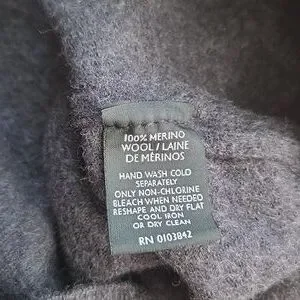 100% MERINO
WOOL / LAINE
DE MÉRINOS
HAND WASH COLD
SEPARATELY
ONLY NON-CHLORINE
BLEACH WHEN NEEDED
RESHAPE AND DRY FLAT
COOL IRON
OR DRY CLEAN
RN 0103842